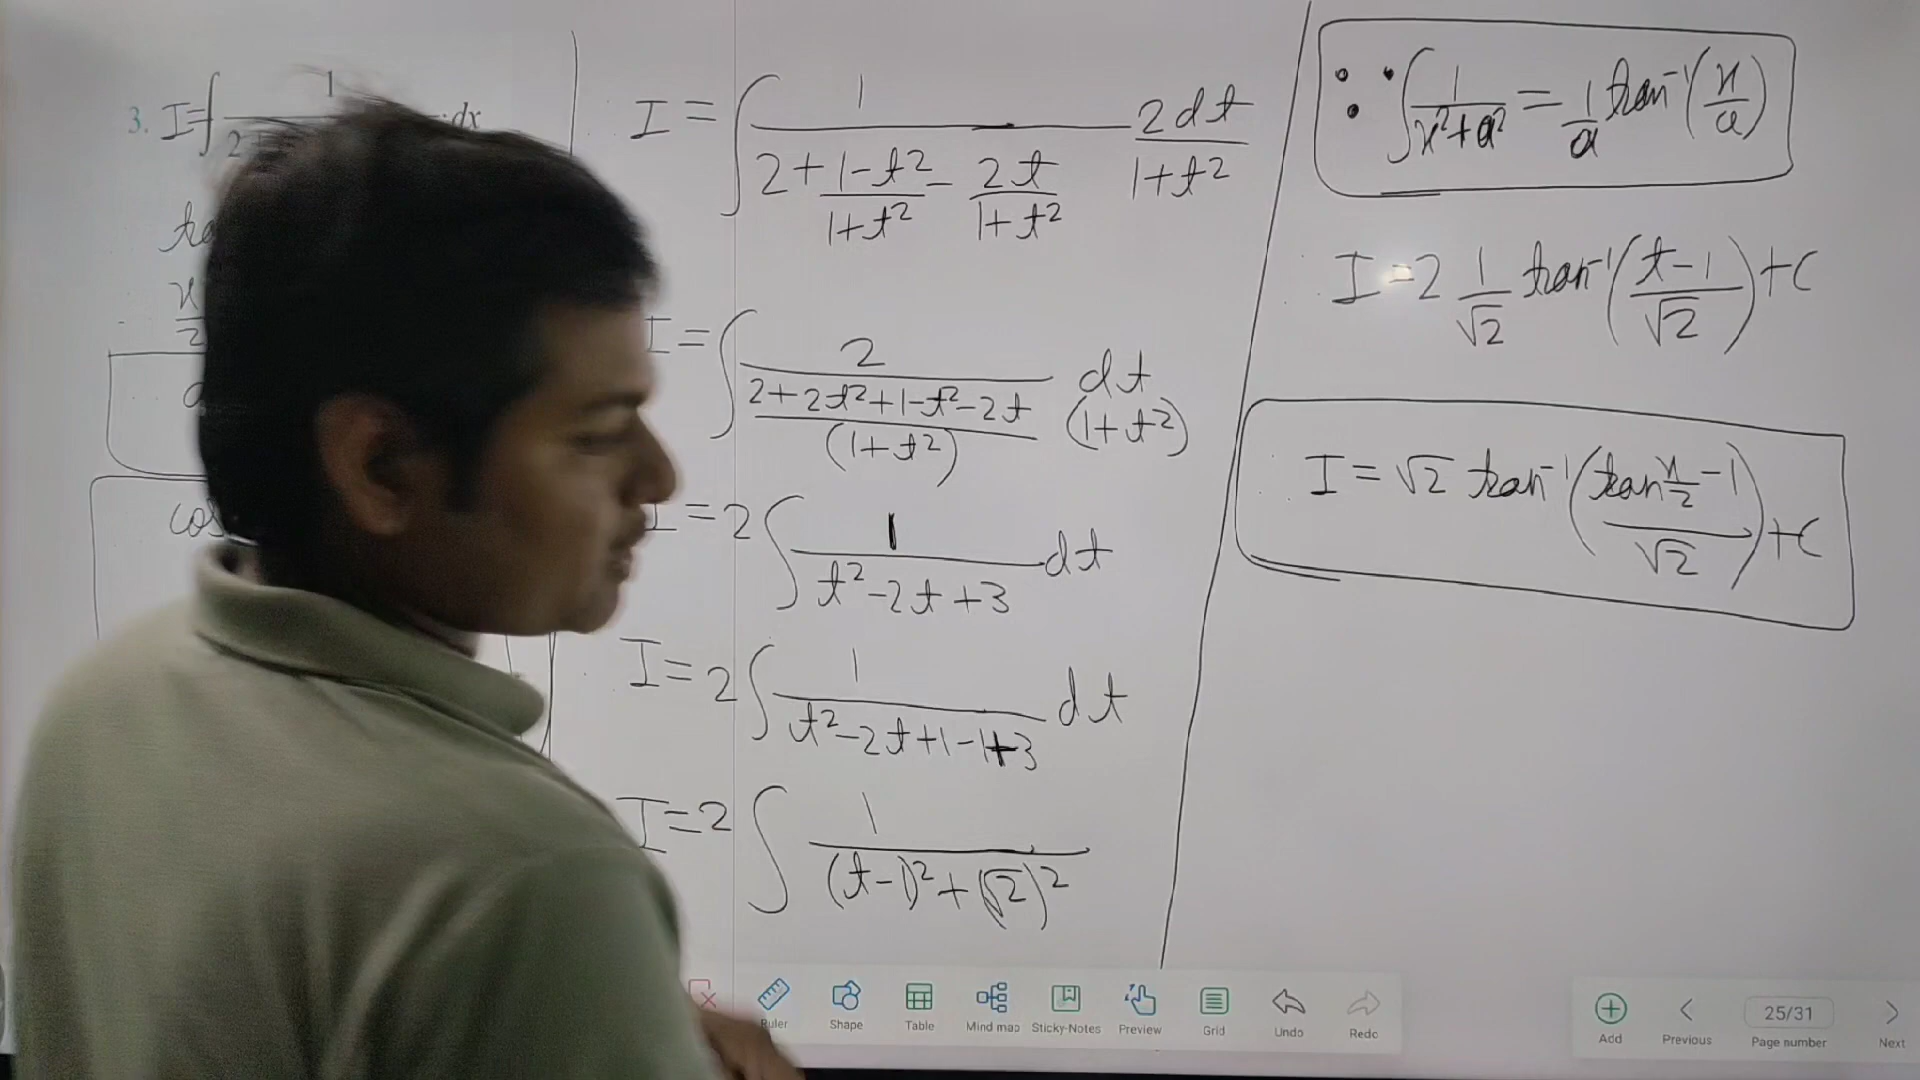 3. I=∫ 1
2+ .dx
ta
x
2
d
cos
I = ∫ 1 / (2 + (1-t²)/(1+t²) - 2t/(1+t²)) 2dt/(1+t²)
I = ∫ 2 / ((2+2t²+1-t²-2t)/(1+t²)) dt/(1+t²)
I = 2 ∫ 1/(t²-2t+3) dt
I = 2 ∫ 1/(t²-2t+1-1+3) dt
I = 2 ∫ 1/((t-1)²+(√2)²)
∵ ∫ 1/(x²+a²) = 1/a tan⁻¹(x/a)
I = 2 1/√2 tan⁻¹((t-1)/√2) + C
I = √2 tan⁻¹((tan x/2 - 1)/√2) + C
Ruler Shape Table Mind map Sticky-Notes Preview Grid Undo Redo
25/31
Add Previous Page number Next